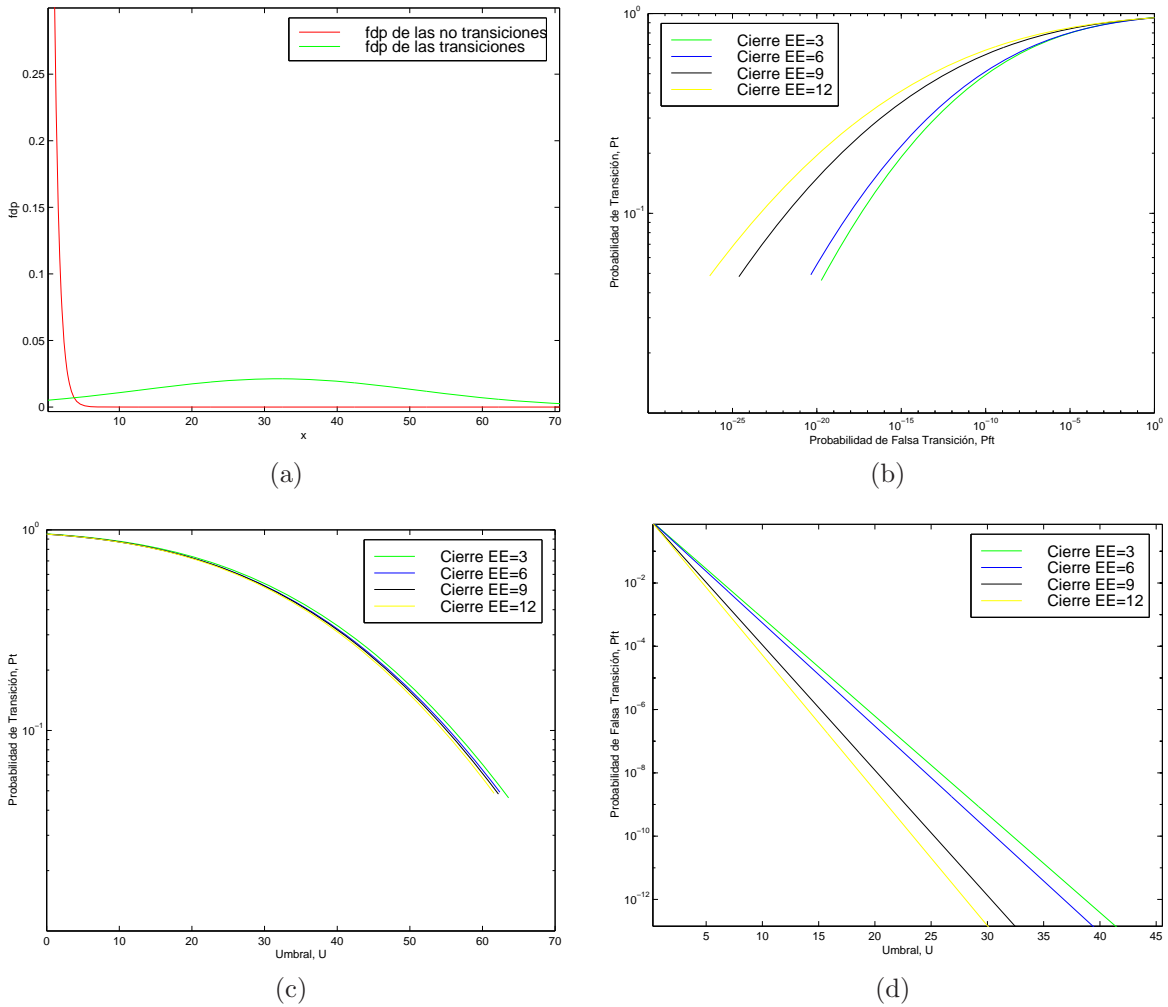 fdp de las no transiciones
fdp de las transiciones
0.25
0.2
0.15
0.1
0.05
0
fdp
0 10 20 30 40 50 60 70
x
(a)
Cierre EE=3
Cierre EE=6
Cierre EE=9
Cierre EE=12
10^0
10^−1
Probabilidad de Transición, Pt
10^−25 10^−20 10^−15 10^−10 10^−5 10^0
Probabilidad de Falsa Transición, Pft
(b)
Cierre EE=3
Cierre EE=6
Cierre EE=9
Cierre EE=12
10^0
10^−1
Probabilidad de Transición, Pt
0 10 20 30 40 50 60 70
Umbral, U
(c)
Cierre EE=3
Cierre EE=6
Cierre EE=9
Cierre EE=12
10^−2
10^−4
10^−6
10^−8
10^−10
10^−12
Probabilidad de Falsa Transición, Pft
5 10 15 20 25 30 35 40 45
Umbral, U
(d)